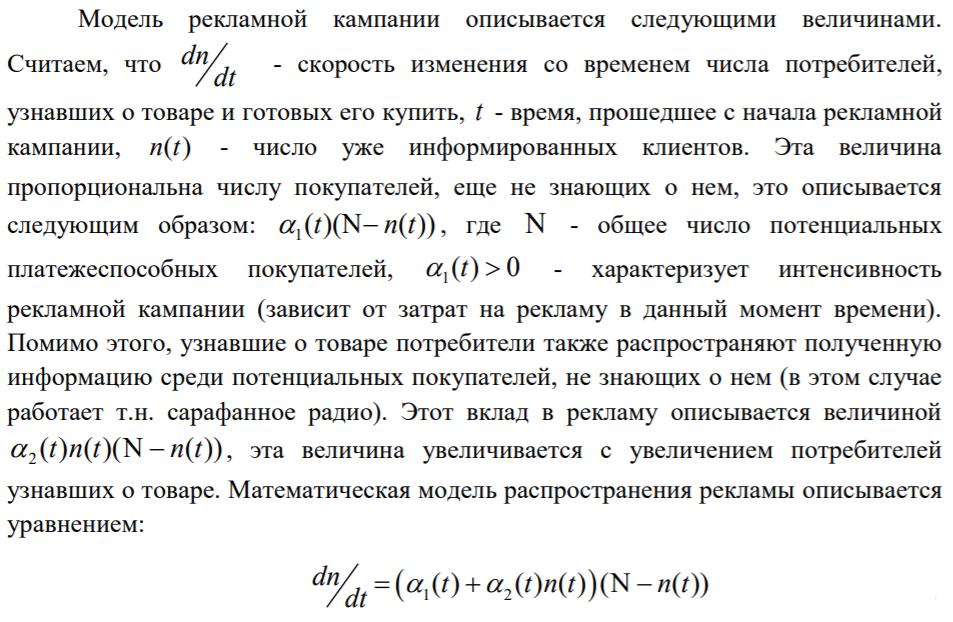 Модель рекламной кампании описывается следующими величинами.
Считаем, что dn/dt - скорость изменения со временем числа потребителей,
узнавших о товаре и готовых его купить, t - время, прошедшее с начала рекламной
кампании, n(t) - число уже информированных клиентов. Эта величина
пропорциональна числу покупателей, еще не знающих о нем, это описывается
следующим образом: α₁(t)(N − n(t)), где N - общее число потенциальных
платежеспособных покупателей, α₁(t) > 0 - характеризует интенсивность
рекламной кампании (зависит от затрат на рекламу в данный момент времени).
Помимо этого, узнавшие о товаре потребители также распространяют полученную
информацию среди потенциальных покупателей, не знающих о нем (в этом случае
работает т.н. сарафанное радио). Этот вклад в рекламу описывается величиной
α₂(t)n(t)(N − n(t)), эта величина увеличивается с увеличением потребителей
узнавших о товаре. Математическая модель распространения рекламы описывается
уравнением:
dn/dt = (α₁(t) + α₂(t)n(t))(N − n(t))